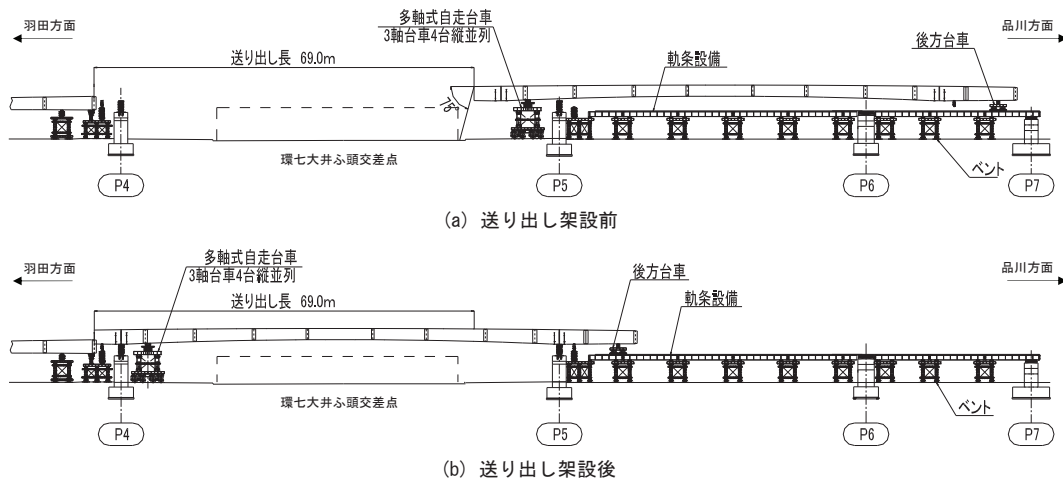 羽田方面
多軸式自走台車
3軸台車4台縦並列
品川方面
後方台車
送り出し長 69.0m
軌条設備
75°
環七大井ふ頭交差点
ベント
P4
P5
P6
P7
(a) 送り出し架設前
羽田方面
多軸式自走台車
3軸台車4台縦並列
品川方面
後方台車
送り出し長 69.0m
軌条設備
環七大井ふ頭交差点
ベント
P4
P5
P6
P7
(b) 送り出し架設後